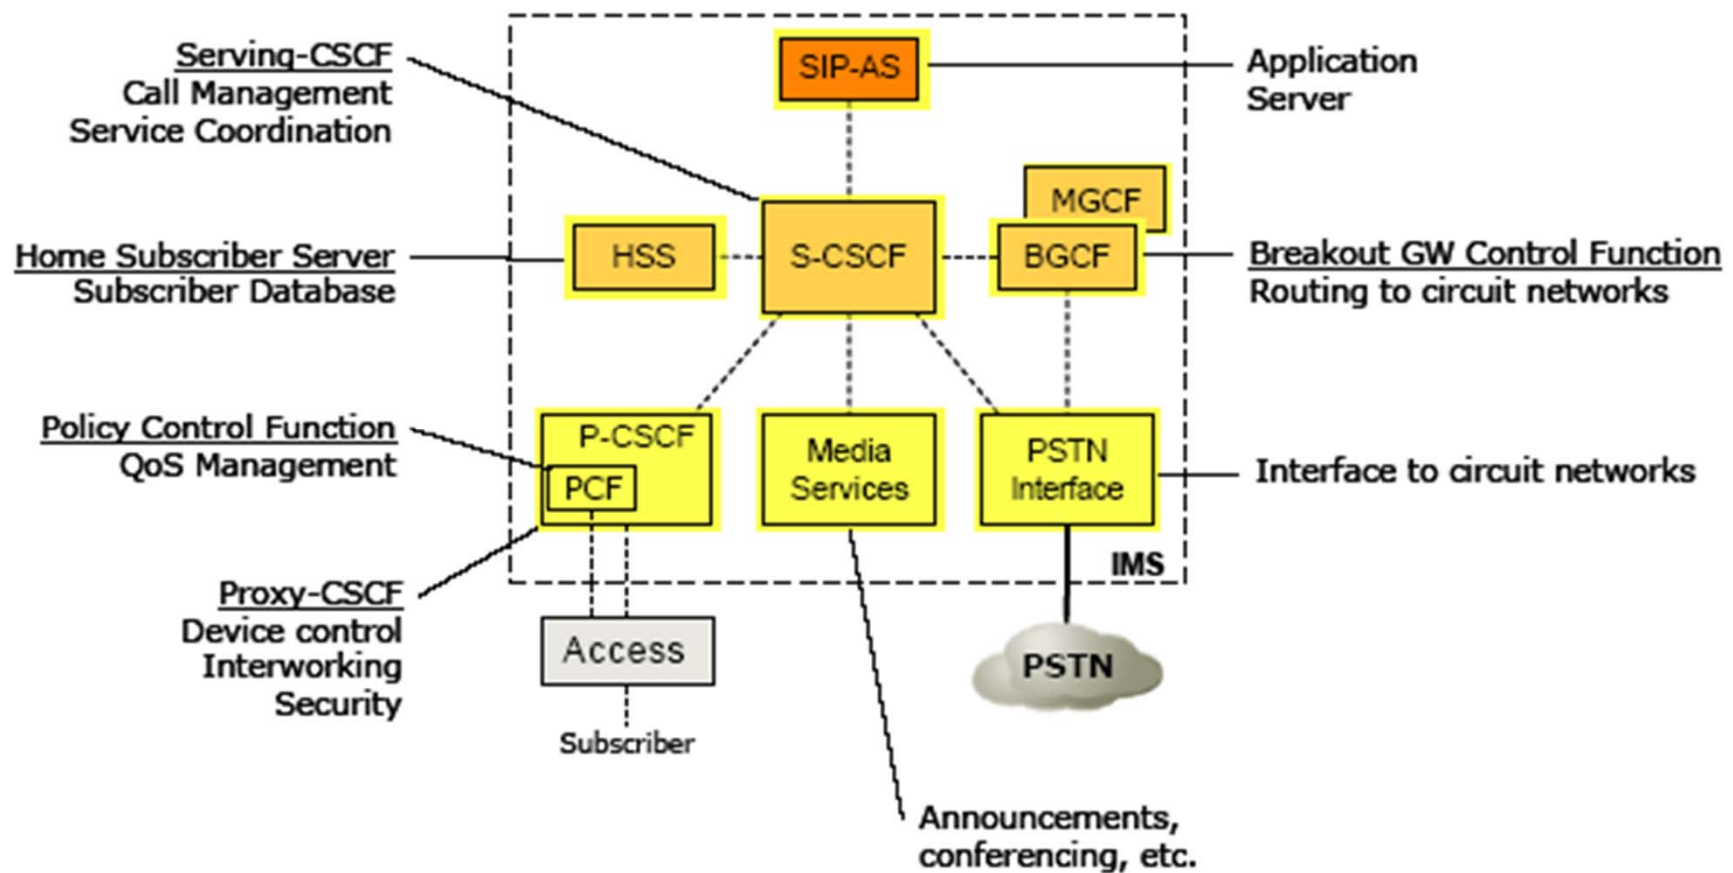 Serving-CSCF
Call Management
Service Coordination
SIP-AS
Application
Server
MGCF
Home Subscriber Server
Subscriber Database
HSS
S-CSCF
BGCF
Breakout GW Control Function
Routing to circuit networks
Policy Control Function
QoS Management
P-CSCF
PCF
Media
Services
PSTN
Interface
Interface to circuit networks
IMS
Proxy-CSCF
Device control
Interworking
Security
Access
Subscriber
PSTN
Announcements,
conferencing, etc.